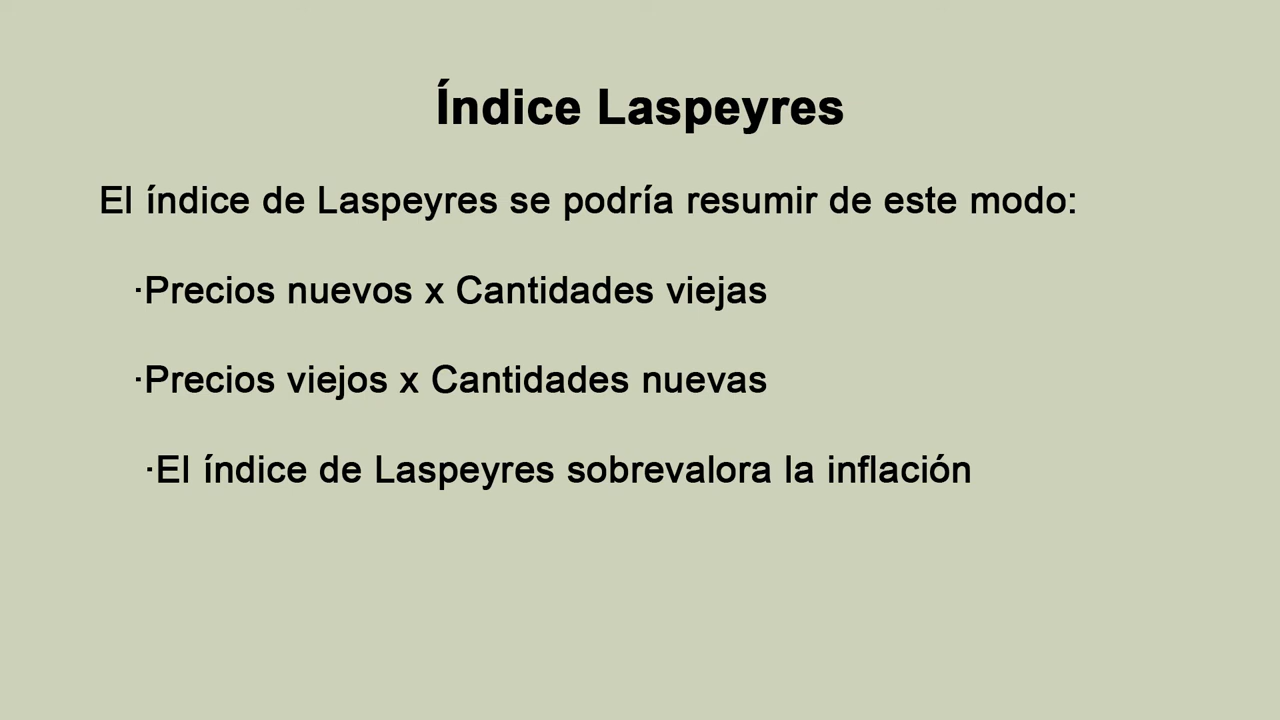 Índice Laspeyres
El índice de Laspeyres se podría resumir de este modo:
·Precios nuevos x Cantidades viejas
·Precios viejos x Cantidades nuevas
·El índice de Laspeyres sobrevalora la inflación